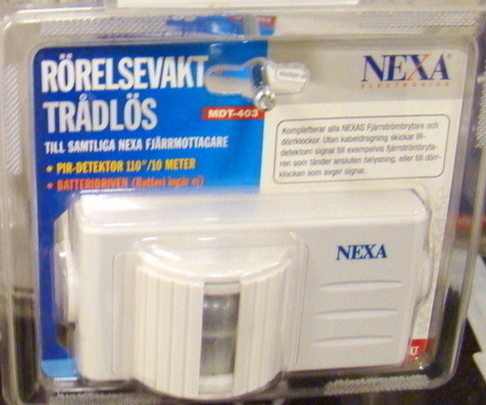 RÖRELSEVAKT
TRÅDLÖS
MDT-403
TILL SAMTLIGA NEXA FJÄRRMOTTAGARE
• PIR-DETEKTOR 110°/10 METER
• BATTERIDRIVEN (Batteri ingår ej)
NEXA
ELECTRONICS
Kompletterar alla NEXAS Fjärrströmbrytare och
dörrklockor. Utan kabeldragning skickar IR-
detektorn signal till exempelvis fjärrströmbryta-
ren som tänder ansluten belysning, eller till dörr-
klockan som avger signal.
NEXA